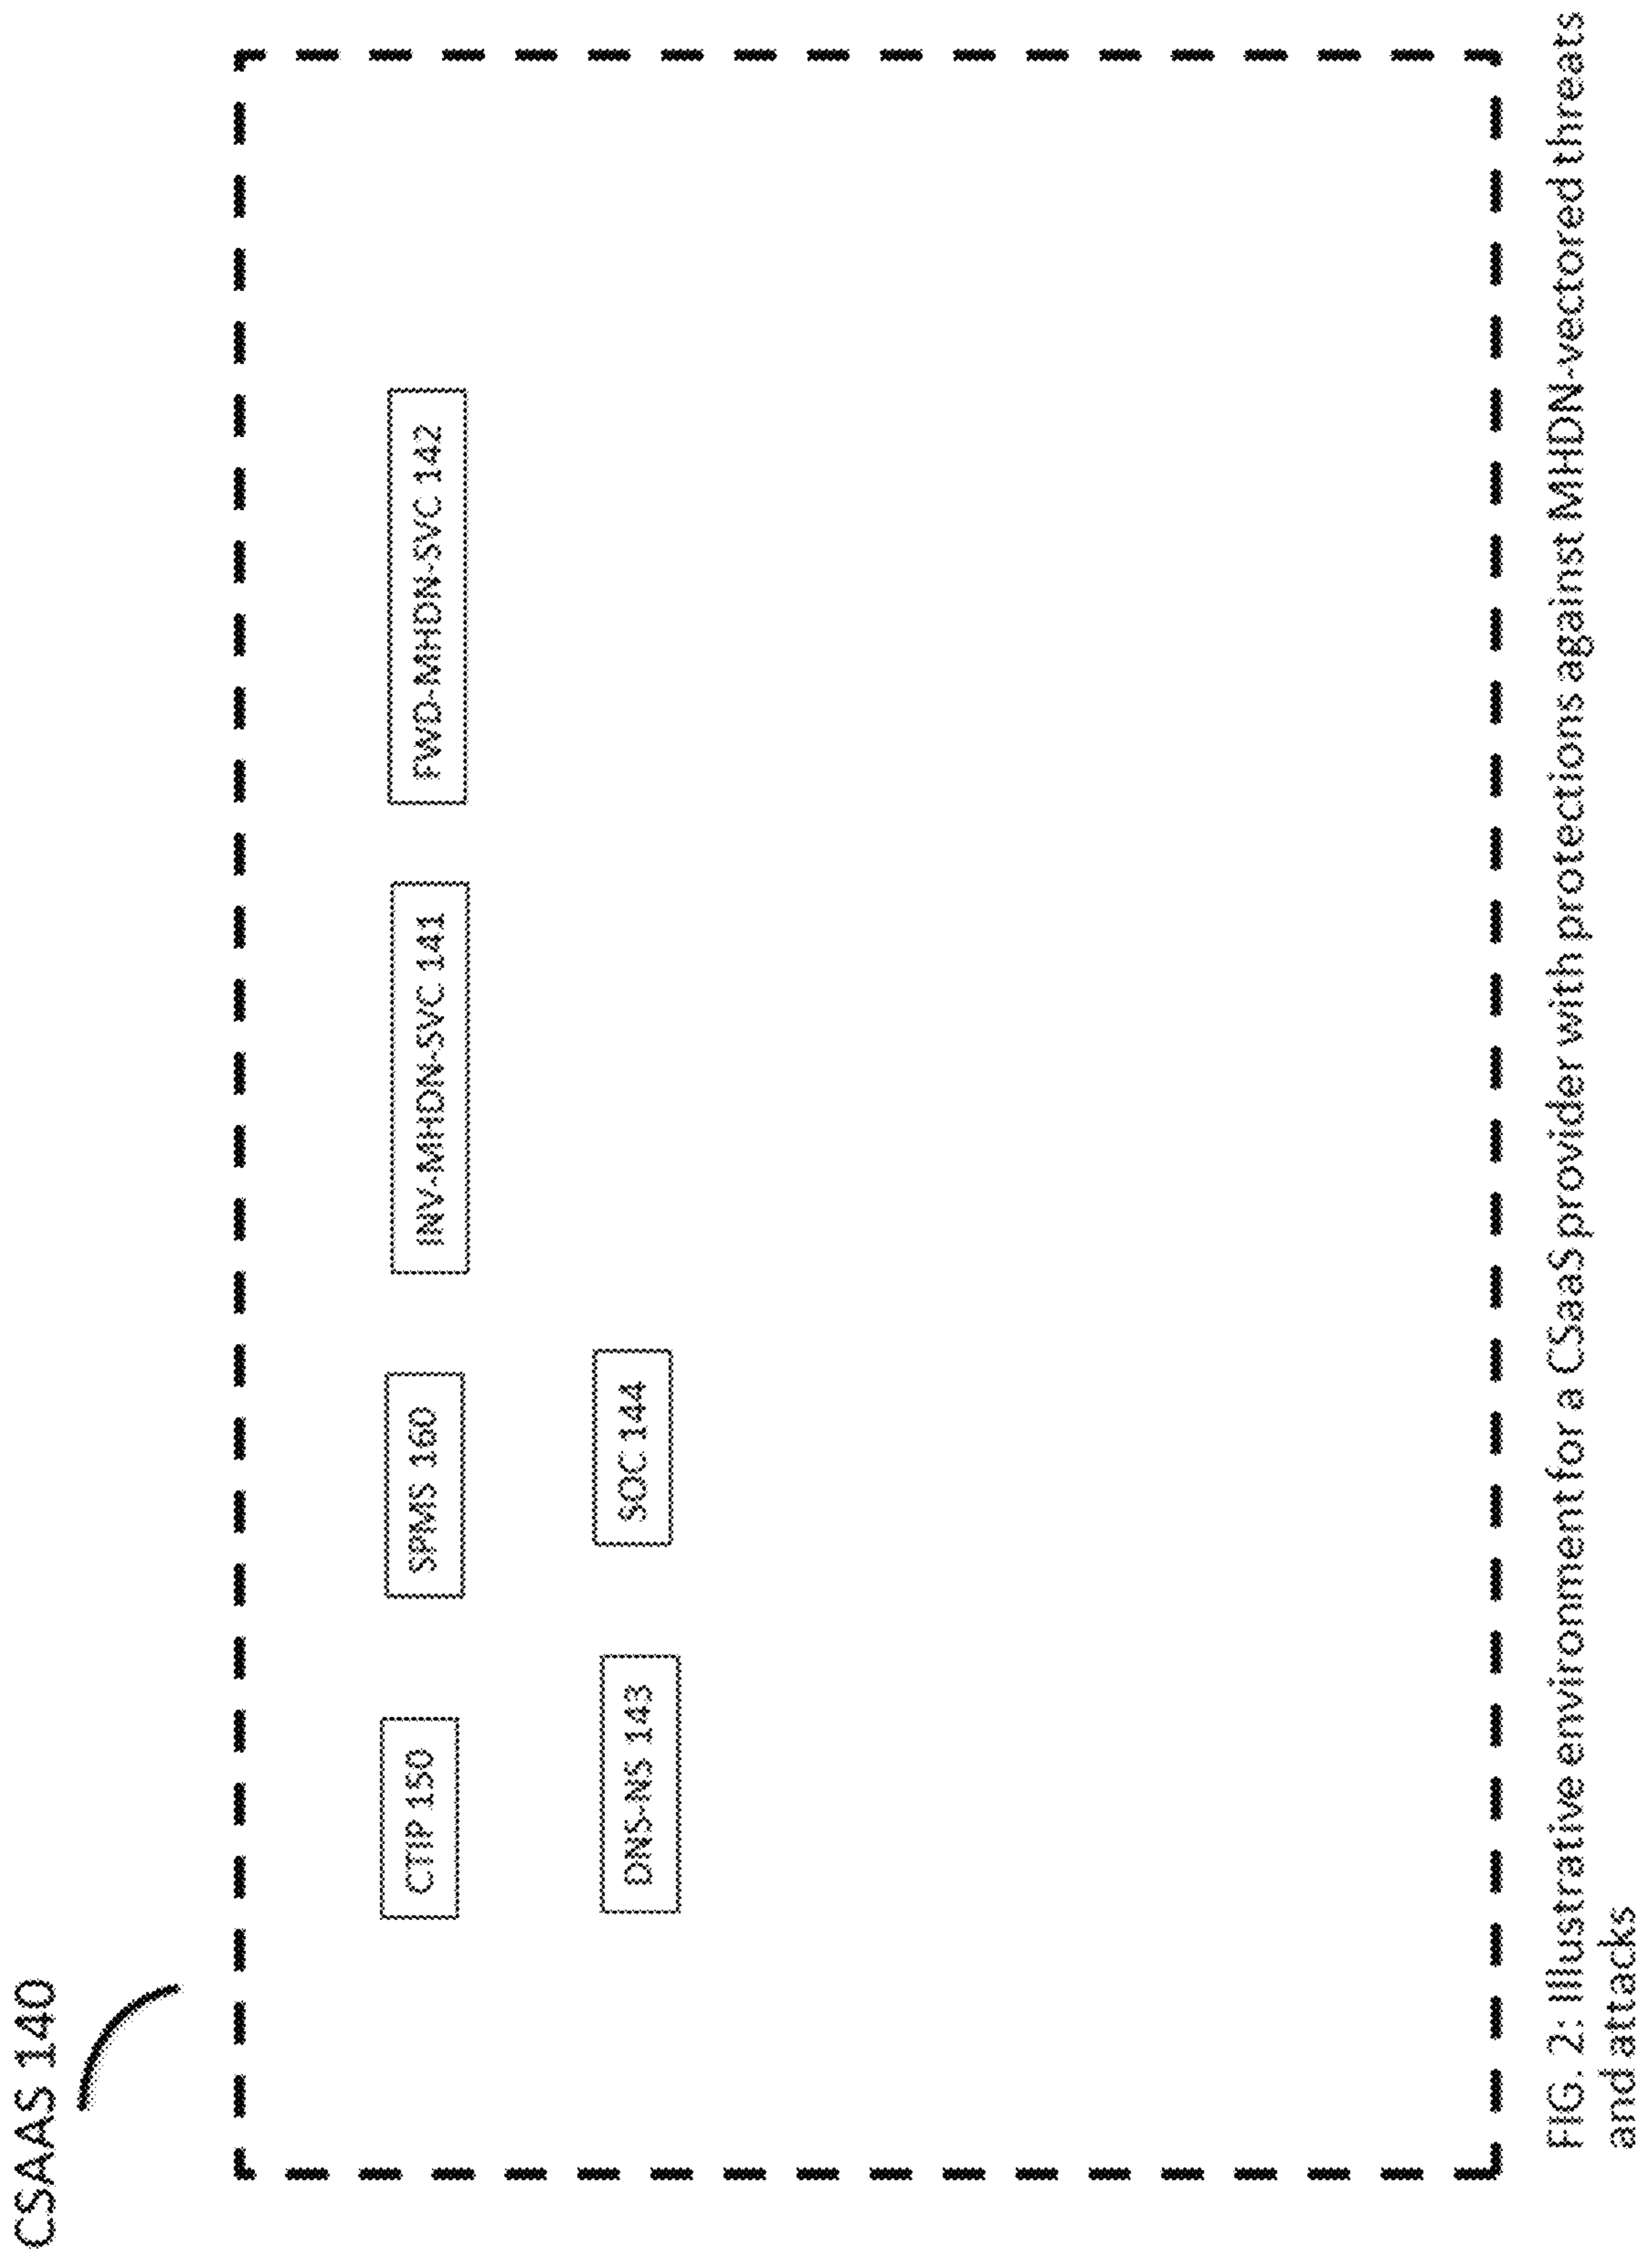 CSAAS 140
CTIP 150
SPMS 160
INV-MHDN-SVC 141
FWD-MHDN-SVC 142
DNS-NS 143
SOC 144
FIG. 2: Illustrative environment for a CSaaS provider with protections against MHDN-vectored threats
and attacks